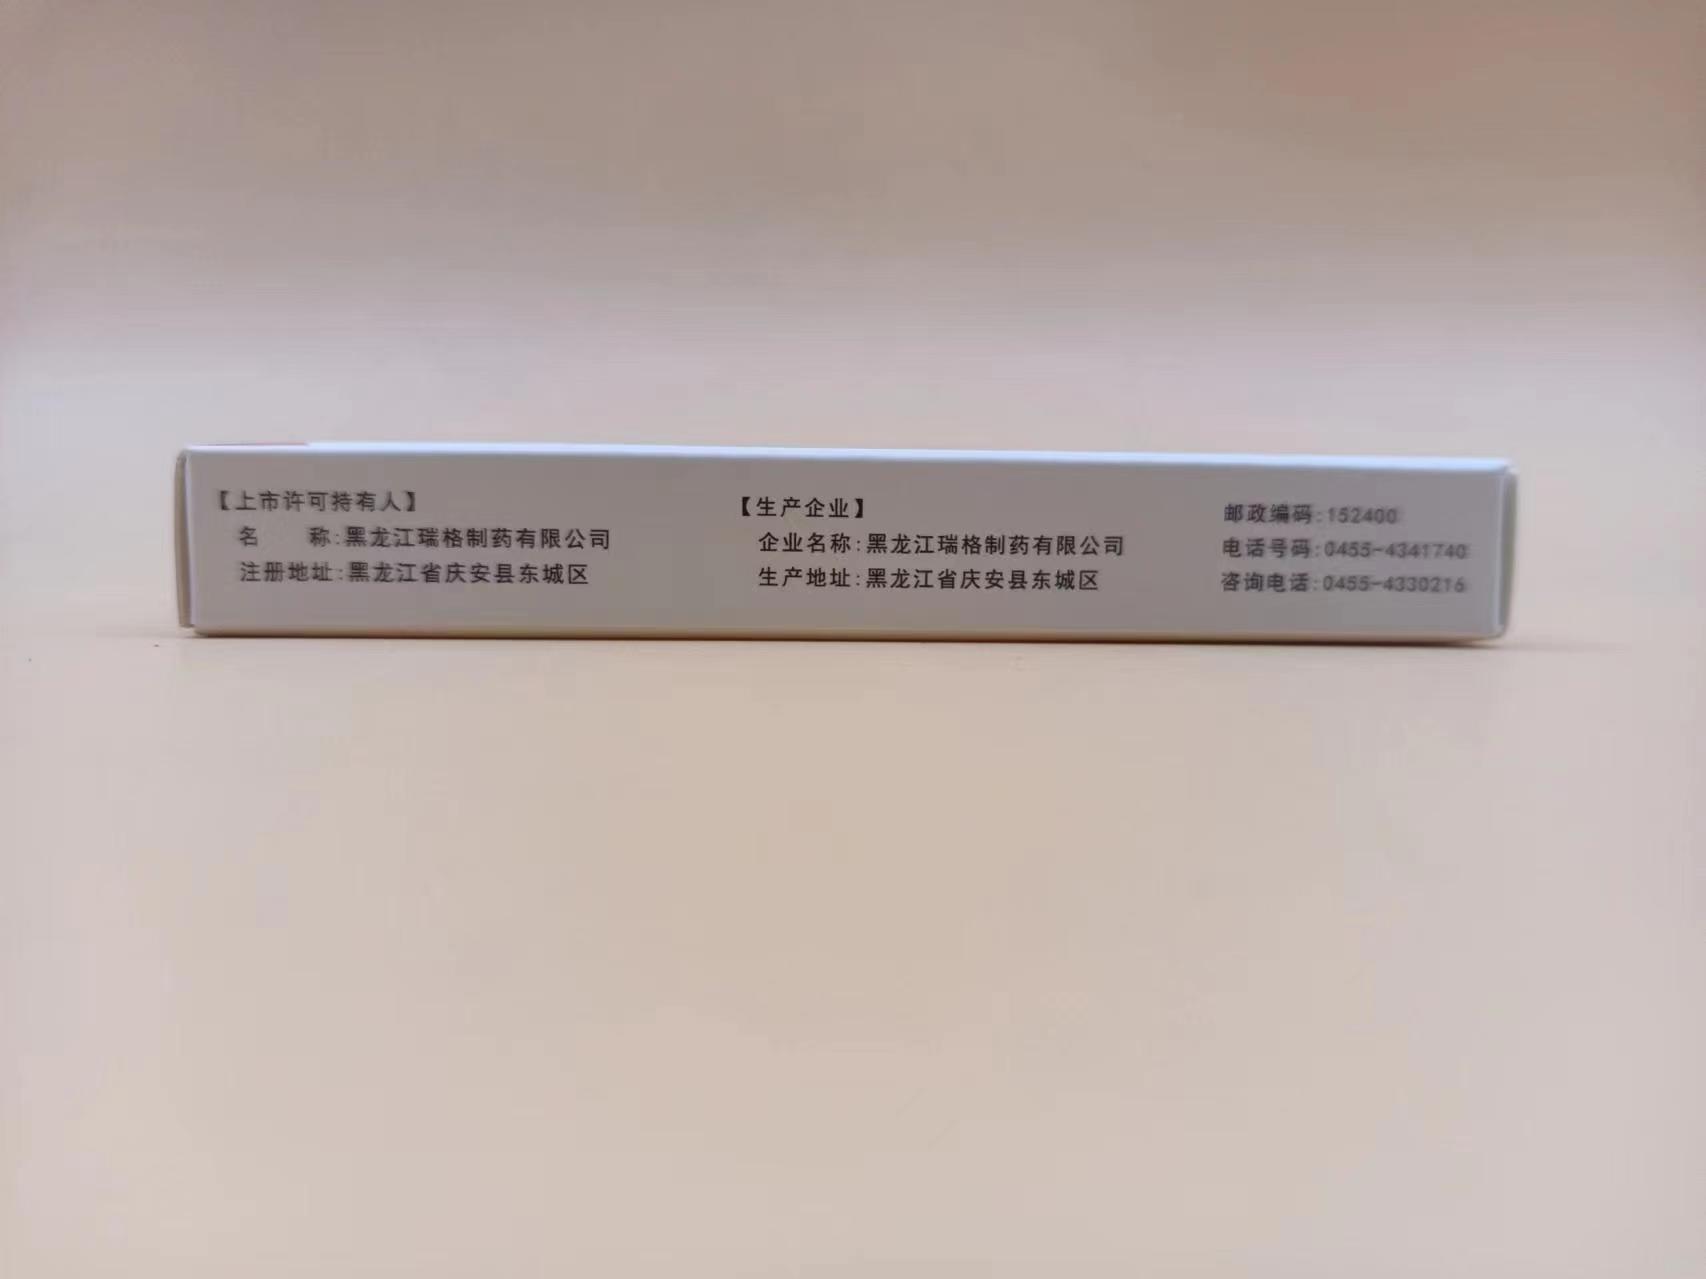 【上市许可持有人】
名　　称:黑龙江瑞格制药有限公司
注册地址:黑龙江省庆安县东城区
【生产企业】
企业名称:黑龙江瑞格制药有限公司
生产地址:黑龙江省庆安县东城区
邮政编码:152400
电话号码:0455-4341740
咨询电话:0455-4330216